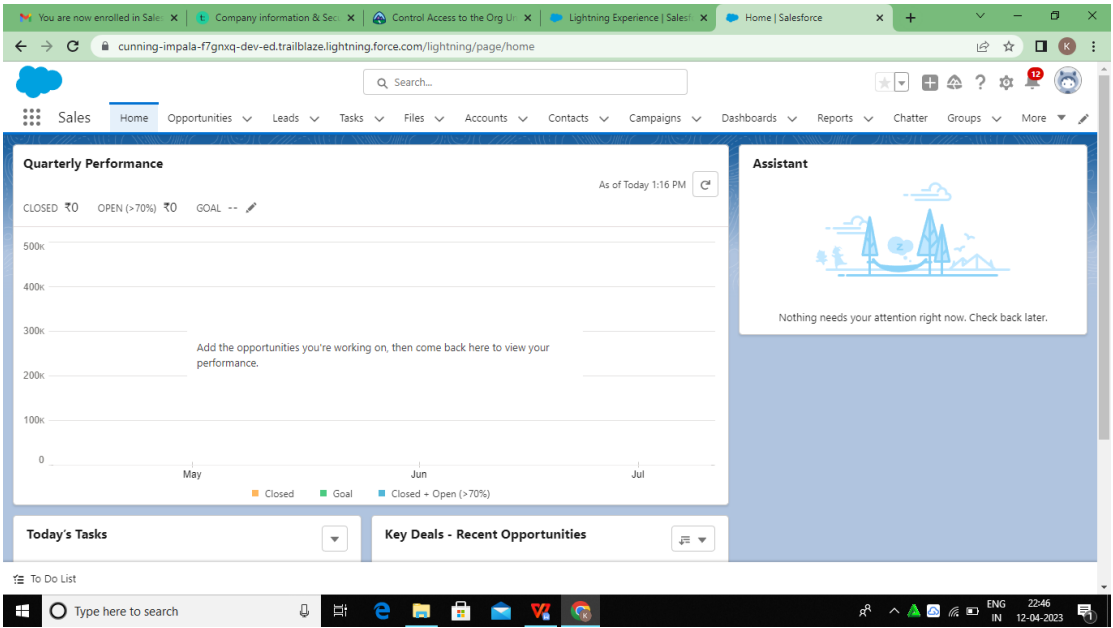 You are now enrolled in Sales
Company information & Sec
Control Access to the Org Un
Lightning Experience | Salesf
Home | Salesforce
cunning-impala-f7gnxq-dev-ed.trailblaze.lightning.force.com/lightning/page/home
K
Search...
12
Sales
Home
Opportunities
Leads
Tasks
Files
Accounts
Contacts
Campaigns
Dashboards
Reports
Chatter
Groups
More
Quarterly Performance
As of Today 1:16 PM
CLOSED ₹0 OPEN (>70%) ₹0 GOAL --
500K
400K
300K
200K
100K
0
Add the opportunities you're working on, then come back here to view your
performance.
May
Jun
Jul
Closed
Goal
Closed + Open (>70%)
Assistant
z
Nothing needs your attention right now. Check back later.
Today's Tasks
Key Deals - Recent Opportunities
To Do List
Type here to search
ENG
IN
22:46
12-04-2023
1